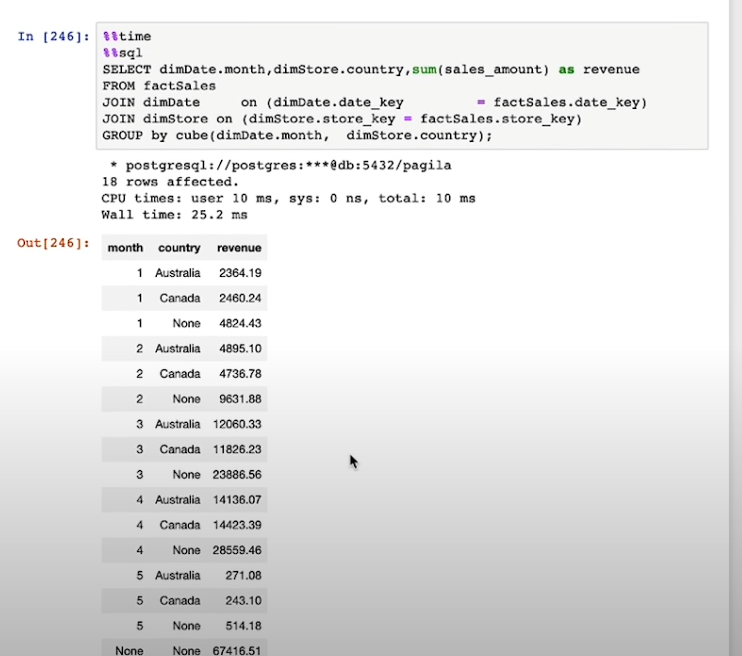 In [246]: %%time
%%sql
SELECT dimDate.month,dimStore.country,sum(sales_amount) as revenue
FROM factSales
JOIN dimDate on (dimDate.date_key = factSales.date_key)
JOIN dimStore on (dimStore.store_key = factSales.store_key)
GROUP by cube(dimDate.month, dimStore.country);
* postgresql://postgres:***@db:5432/pagila
18 rows affected.
CPU times: user 10 ms, sys: 0 ns, total: 10 ms
Wall time: 25.2 ms
Out[246]: month country revenue
1 Australia 2364.19
1 Canada 2460.24
1 None 4824.43
2 Australia 4895.10
2 Canada 4736.78
2 None 9631.88
3 Australia 12060.33
3 Canada 11826.23
3 None 23886.56
4 Australia 14136.07
4 Canada 14423.39
4 None 28559.46
5 Australia 271.08
5 Canada 243.10
5 None 514.18
None None 67416.51